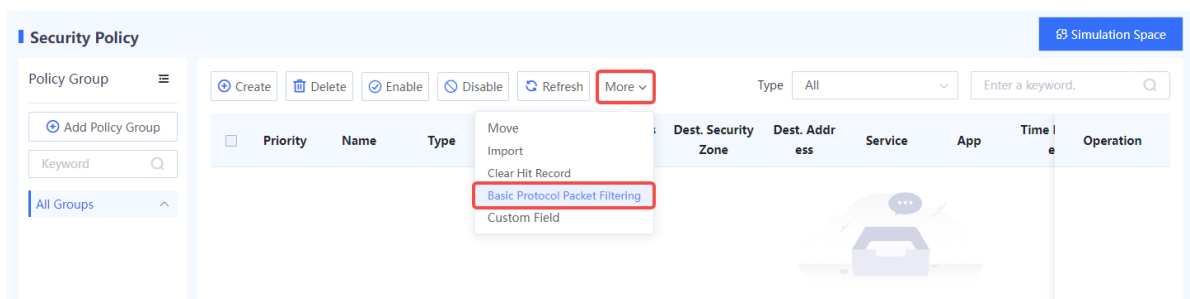 Security Policy
Simulation Space
Policy Group
Create
Delete
Enable
Disable
Refresh
More
Type
All
Enter a keyword.
Add Policy Group
Keyword
All Groups
Priority
Name
Type
s
Dest. Security
Zone
Dest. Addr
ess
Service
App
Time
e
Operation
Move
Import
Clear Hit Record
Basic Protocol Packet Filtering
Custom Field